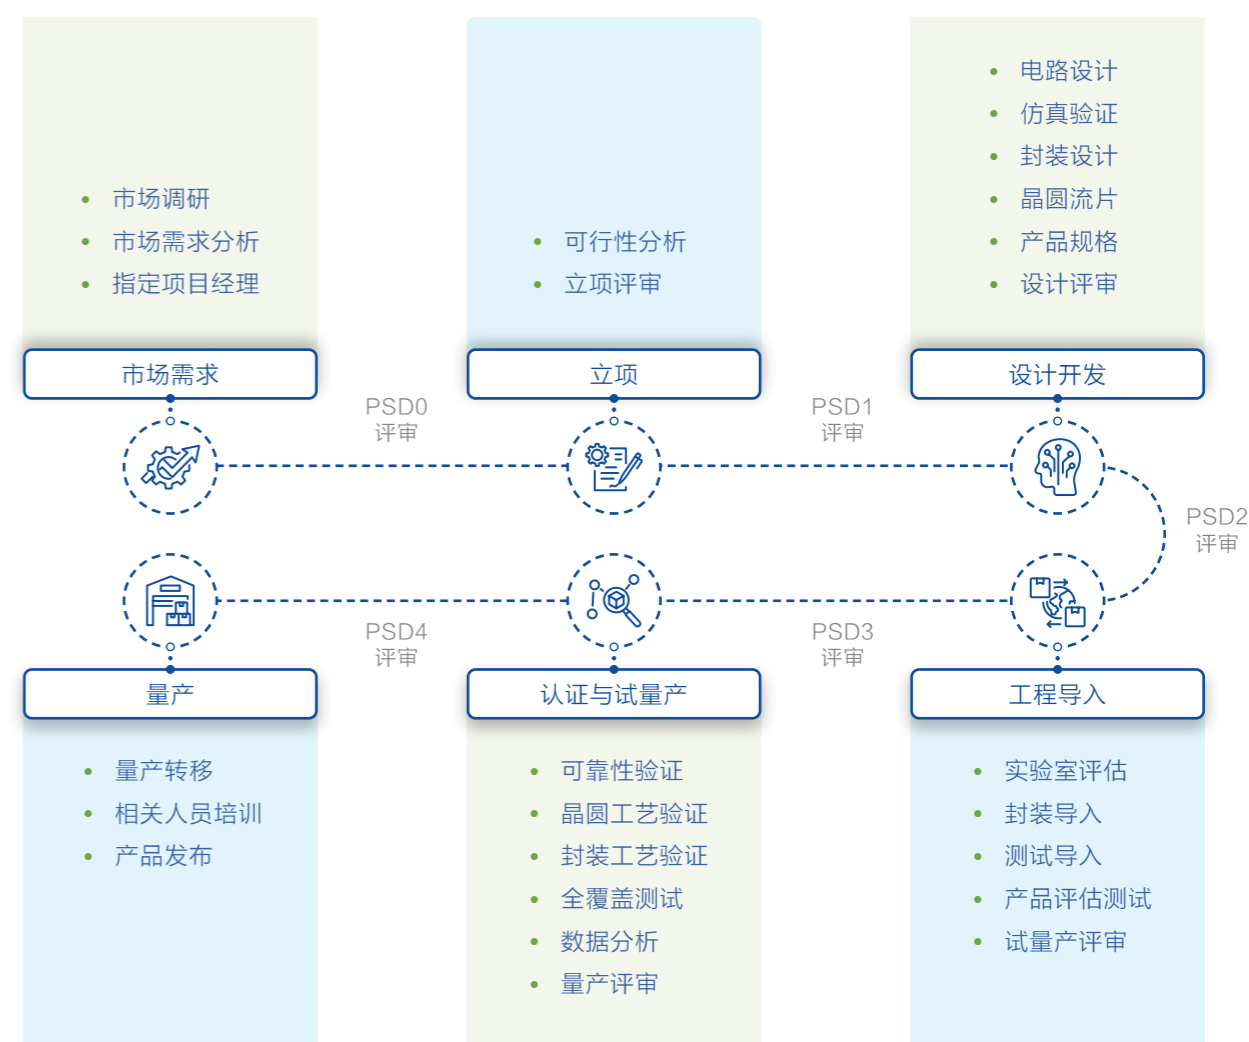 市场调研
市场需求分析
指定项目经理
市场需求
可行性分析
立项评审
立项
电路设计
仿真验证
封装设计
晶圆流片
产品规格
设计评审
设计开发
PSD0
评审
PSD1
评审
PSD2
评审
PSD3
评审
PSD4
评审
工程导入
实验室评估
封装导入
测试导入
产品评估测试
试量产评审
认证与试量产
可靠性验证
晶圆工艺验证
封装工艺验证
全覆盖测试
数据分析
量产评审
量产
量产转移
相关人员培训
产品发布